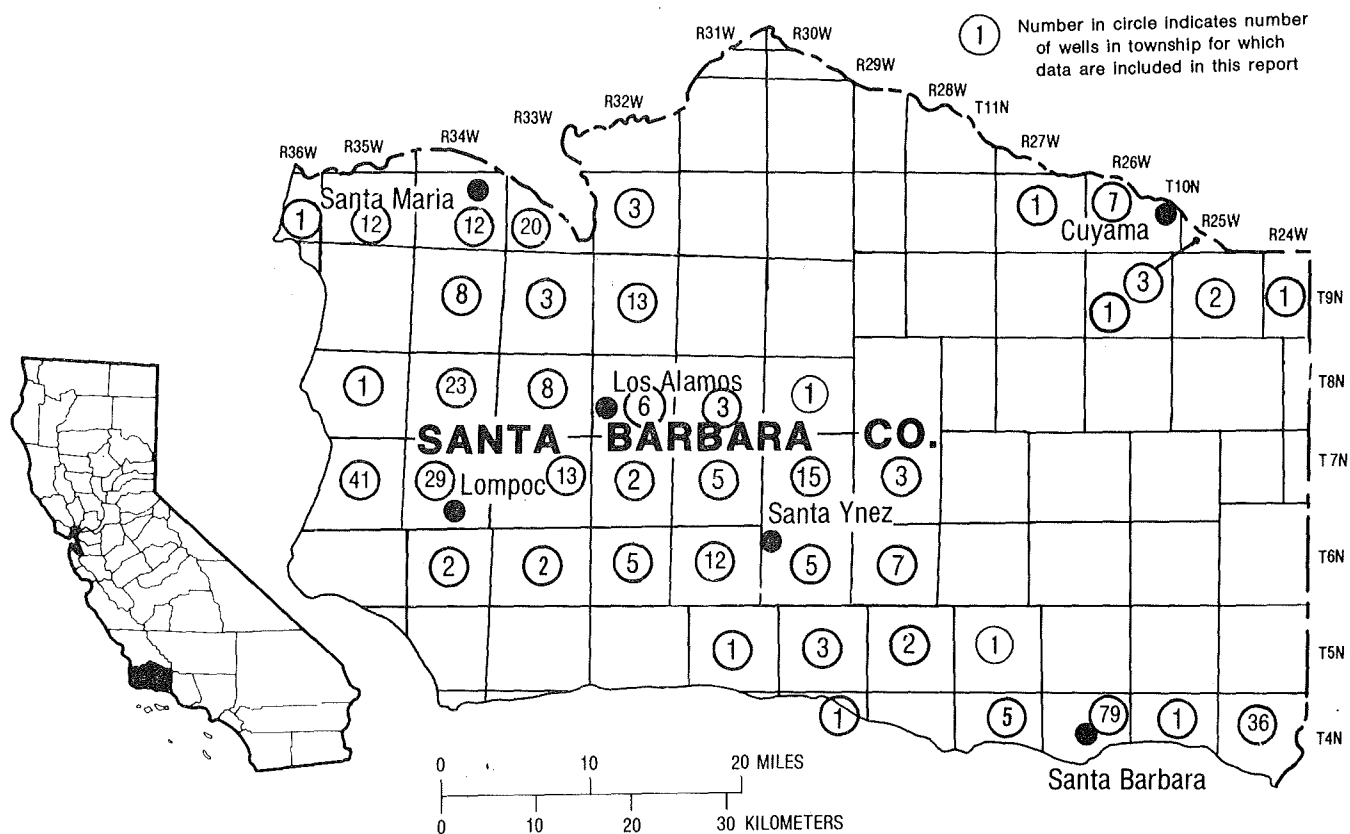 1
Number in circle indicates number
of wells in township for which
data are included in this report
R31W
R30W
R29W
R28W
T11N
R33W
R32W
R27W
R36W
R35W
R34W
R26W
T10N
R25W
R24W
Santa Maria
1
12
12
20
3
1
7
Cuyama
8
3
13
1
3
2
1
T9N
1
23
8
Los Alamos
6
3
1
T8N
SANTA BARBARA CO.
41
29
Lompoc
13
2
5
15
3
T7N
Santa Ynez
2
2
5
12
5
7
T6N
1
3
2
1
T5N
1
5
79
1
36
T4N
Santa Barbara
0 10 20 MILES
0 10 20 30 KILOMETERS